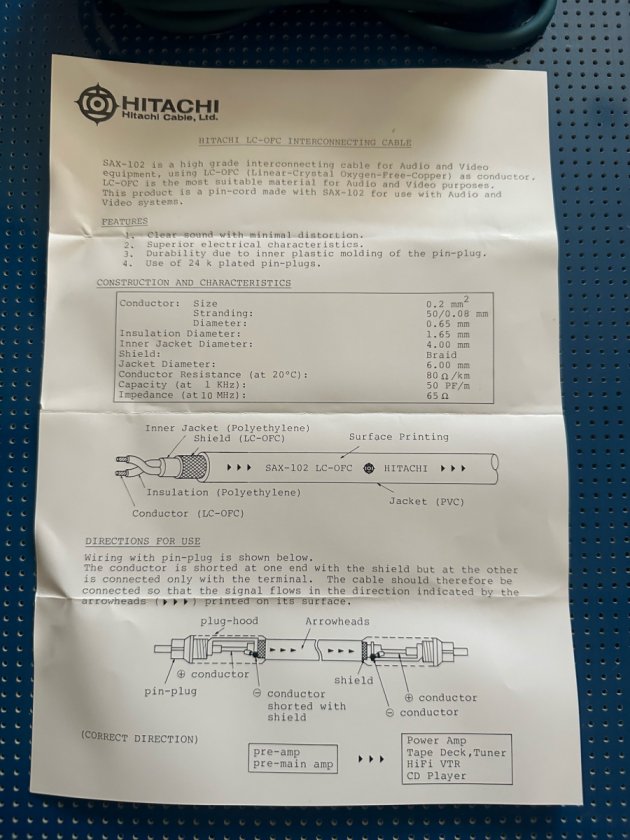 HITACHI
Hitachi Cable, Ltd.
HITACHI LC-OFC INTERCONNECTING CABLE
SAX-102 is a high grade interconnecting cable for Audio and Video
equipment, using LC-OFC (Linear-Crystal Oxygen-Free-Copper) as conductor.
LC-OFC is the most suitable material for Audio and Video purposes.
This product is a pin-cord made with SAX-102 for use with Audio and
Video systems.
FEATURES
1. Clear sound with minimal distortion.
2. Superior electrical characteristics.
3. Durability due to inner plastic molding of the pin-plug.
4. Use of 24 k plated pin-plugs.
CONSTRUCTION AND CHARACTERISTICS
Conductor: Size 0.2 mm²
Stranding: 50/0.08 mm
Diameter: 0.65 mm
Insulation Diameter: 1.65 mm
Inner Jacket Diameter: 4.00 mm
Shield: Braid
Jacket Diameter: 6.00 mm
Conductor Resistance (at 20°C): 80Ω/km
Capacity (at 1 KHz): 50 PF/m
Impedance (at 10 MHz): 65Ω
Inner Jacket (Polyethylene)
Shield (LC-OFC)
Surface Printing
SAX-102 LC-OFC HITACHI
Insulation (Polyethylene)
Jacket (PVC)
Conductor (LC-OFC)
DIRECTIONS FOR USE
Wiring with pin-plug is shown below.
The conductor is shorted at one end with the shield but at the other
is connected only with the terminal. The cable should therefore be
connected so that the signal flows in the direction indicated by the
arrowheads (▸▸▸) printed on its surface.
plug-hood
Arrowheads
⊕ conductor
shield
pin-plug
⊖ conductor
shorted with
shield
⊕ conductor
⊖ conductor
(CORRECT DIRECTION)
pre-amp
pre-main amp
Power Amp
Tape Deck,Tuner
HiFi VTR
CD Player